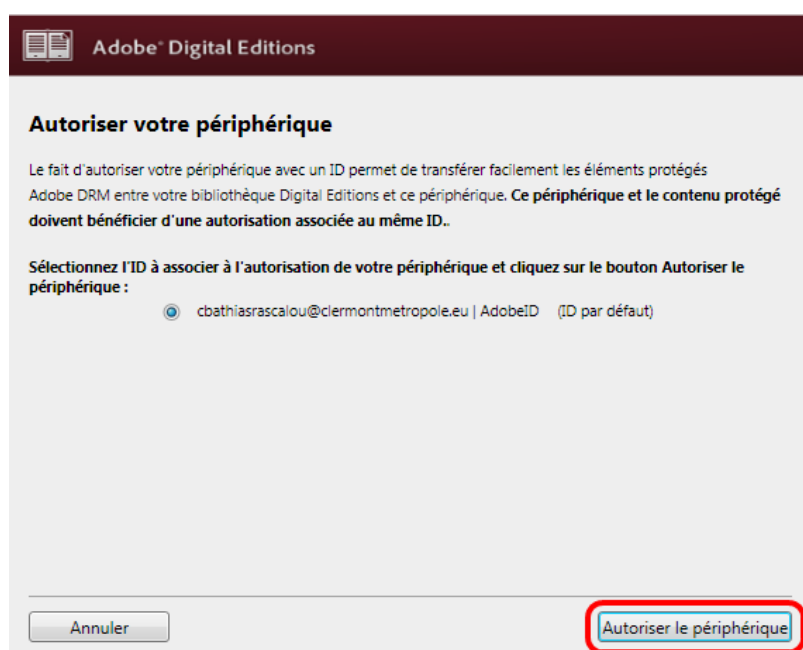 Adobe® Digital Editions
Autoriser votre périphérique
Le fait d'autoriser votre périphérique avec un ID permet de transférer facilement les éléments protégés
Adobe DRM entre votre bibliothèque Digital Editions et ce périphérique. Ce périphérique et le contenu protégé
doivent bénéficier d'une autorisation associée au même ID..
Sélectionnez l'ID à associer à l'autorisation de votre périphérique et cliquez sur le bouton Autoriser le
périphérique :
cbathiasrascalou@clermontmetropole.eu | AdobeID (ID par défaut)
Annuler
Autoriser le périphérique